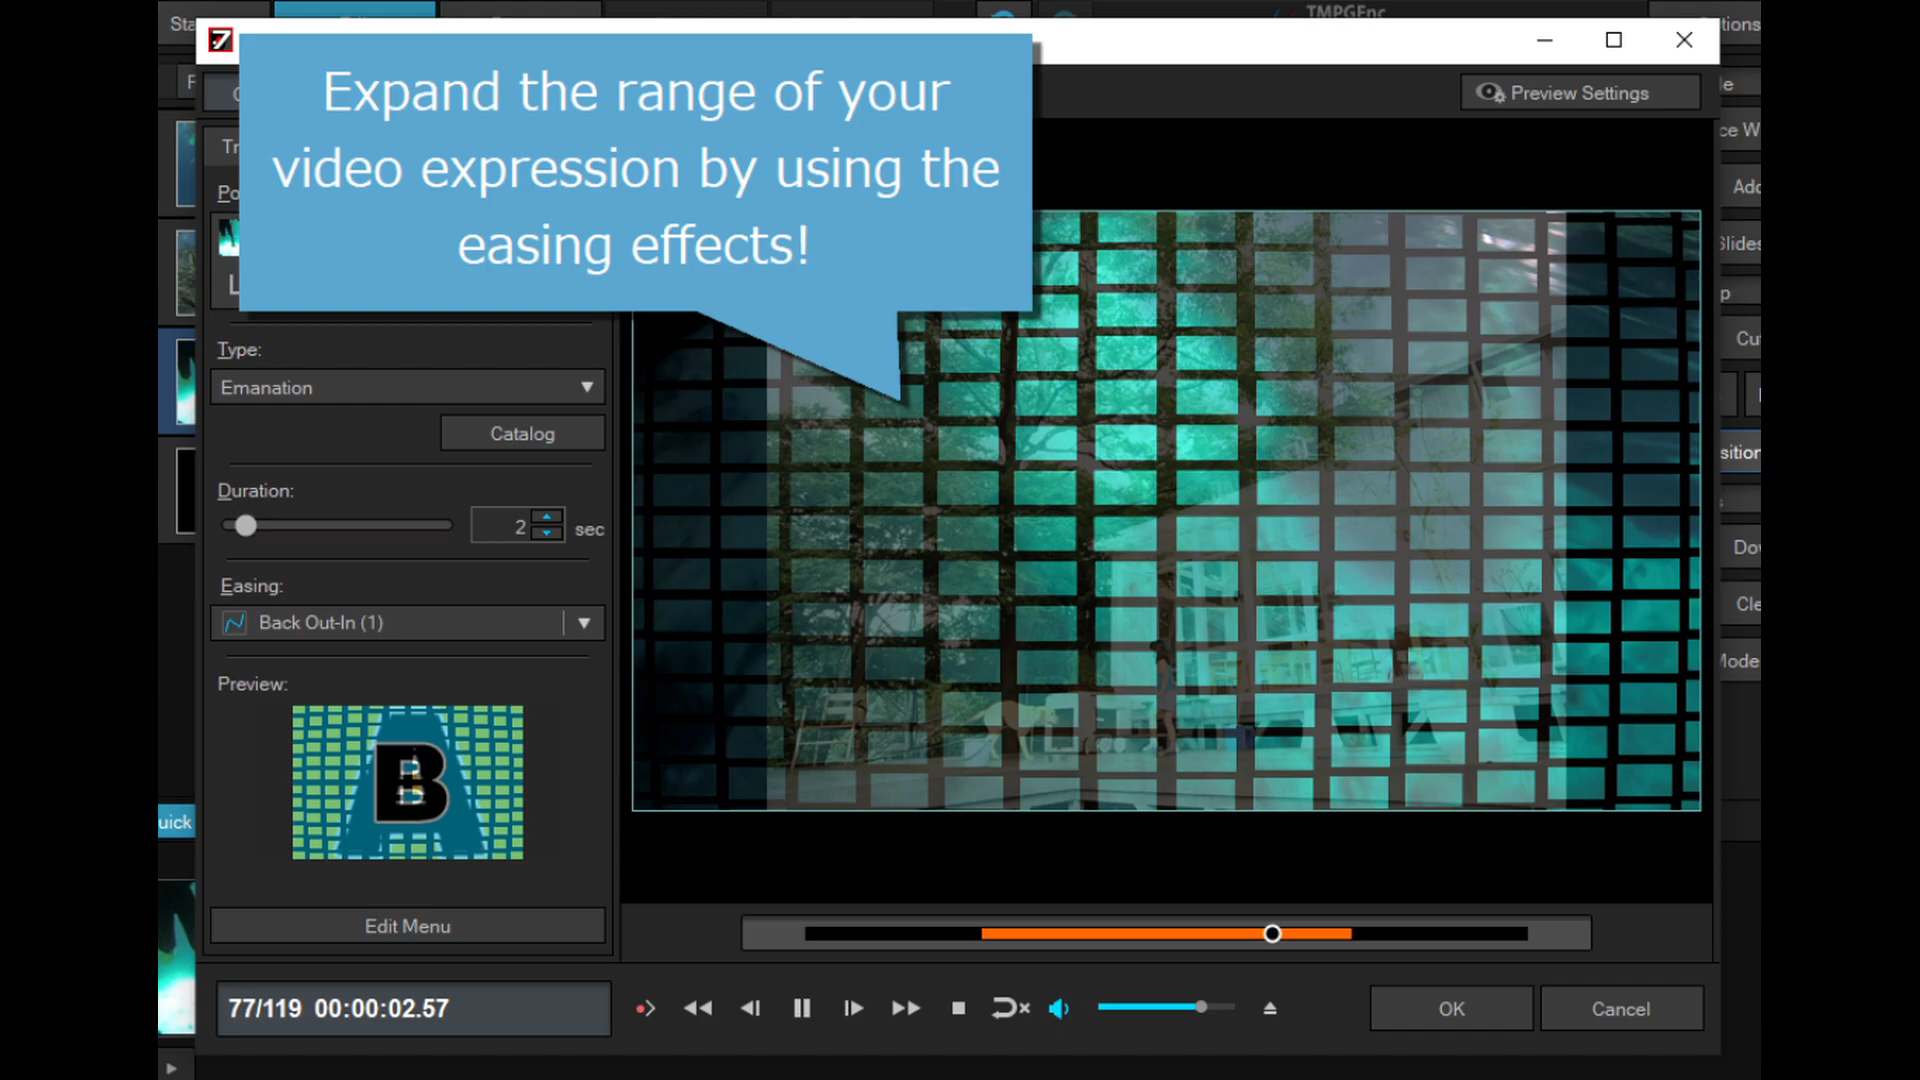 TMPGEnc
7
Expand the range of your
video expression by using the
easing effects!
Preview Settings
Type:
Emanation
Catalog
Duration:
2 sec
Easing:
Back Out-In (1)
Preview:
A
B
Edit Menu
77/119 00:00:02.57
OK
Cancel